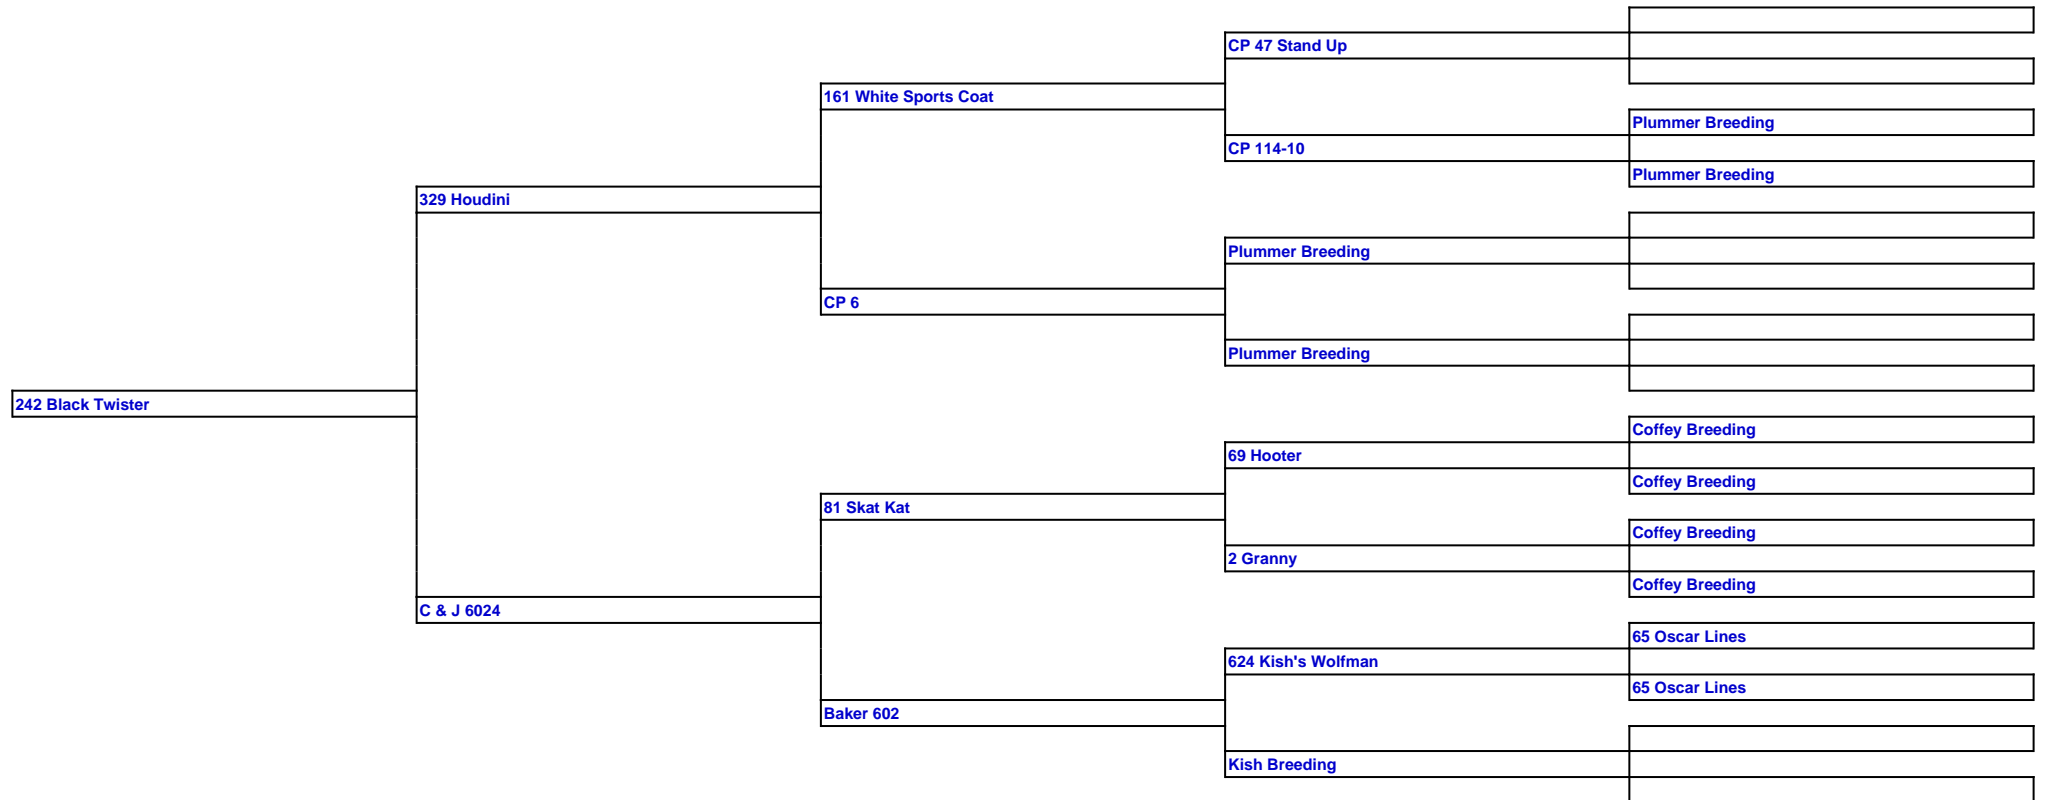 CP 47 Stand Up
161 White Sports Coat
Plummer Breeding
CP 114-10
Plummer Breeding
329 Houdini
Plummer Breeding
CP 6
Plummer Breeding
242 Black Twister
Coffey Breeding
69 Hooter
Coffey Breeding
81 Skat Kat
Coffey Breeding
2 Granny
Coffey Breeding
C & J 6024
65 Oscar Lines
624 Kish's Wolfman
65 Oscar Lines
Baker 602
Kish Breeding